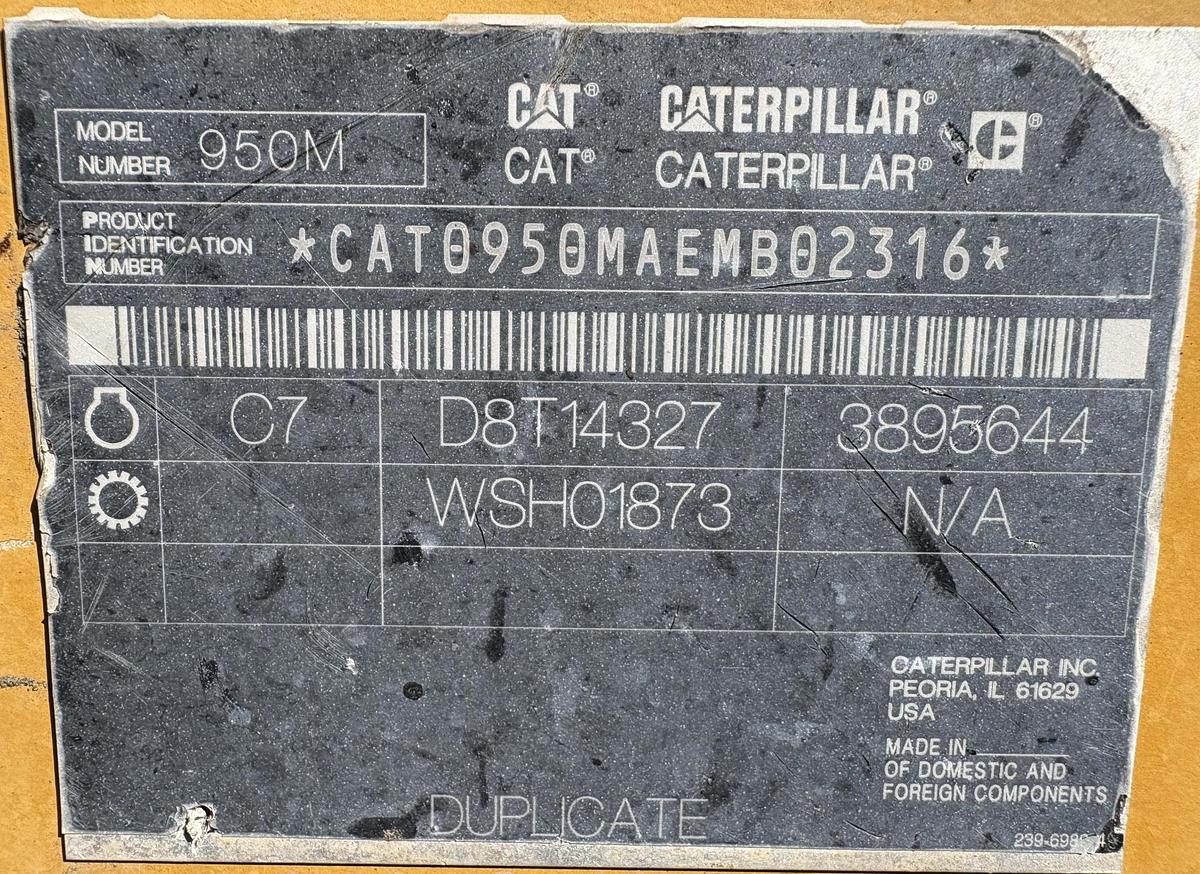 MODEL NUMBER 950M
CAT® CATERPILLAR®
CAT® CATERPILLAR®
PRODUCT
IDENTIFICATION
NUMBER
*CAT0950MAEMB02316*
C7 D8T14327 3895644
WSH01873 N/A
CATERPILLAR INC
PEORIA, IL 61629
USA
MADE IN
OF DOMESTIC AND
FOREIGN COMPONENTS
DUPLICATE